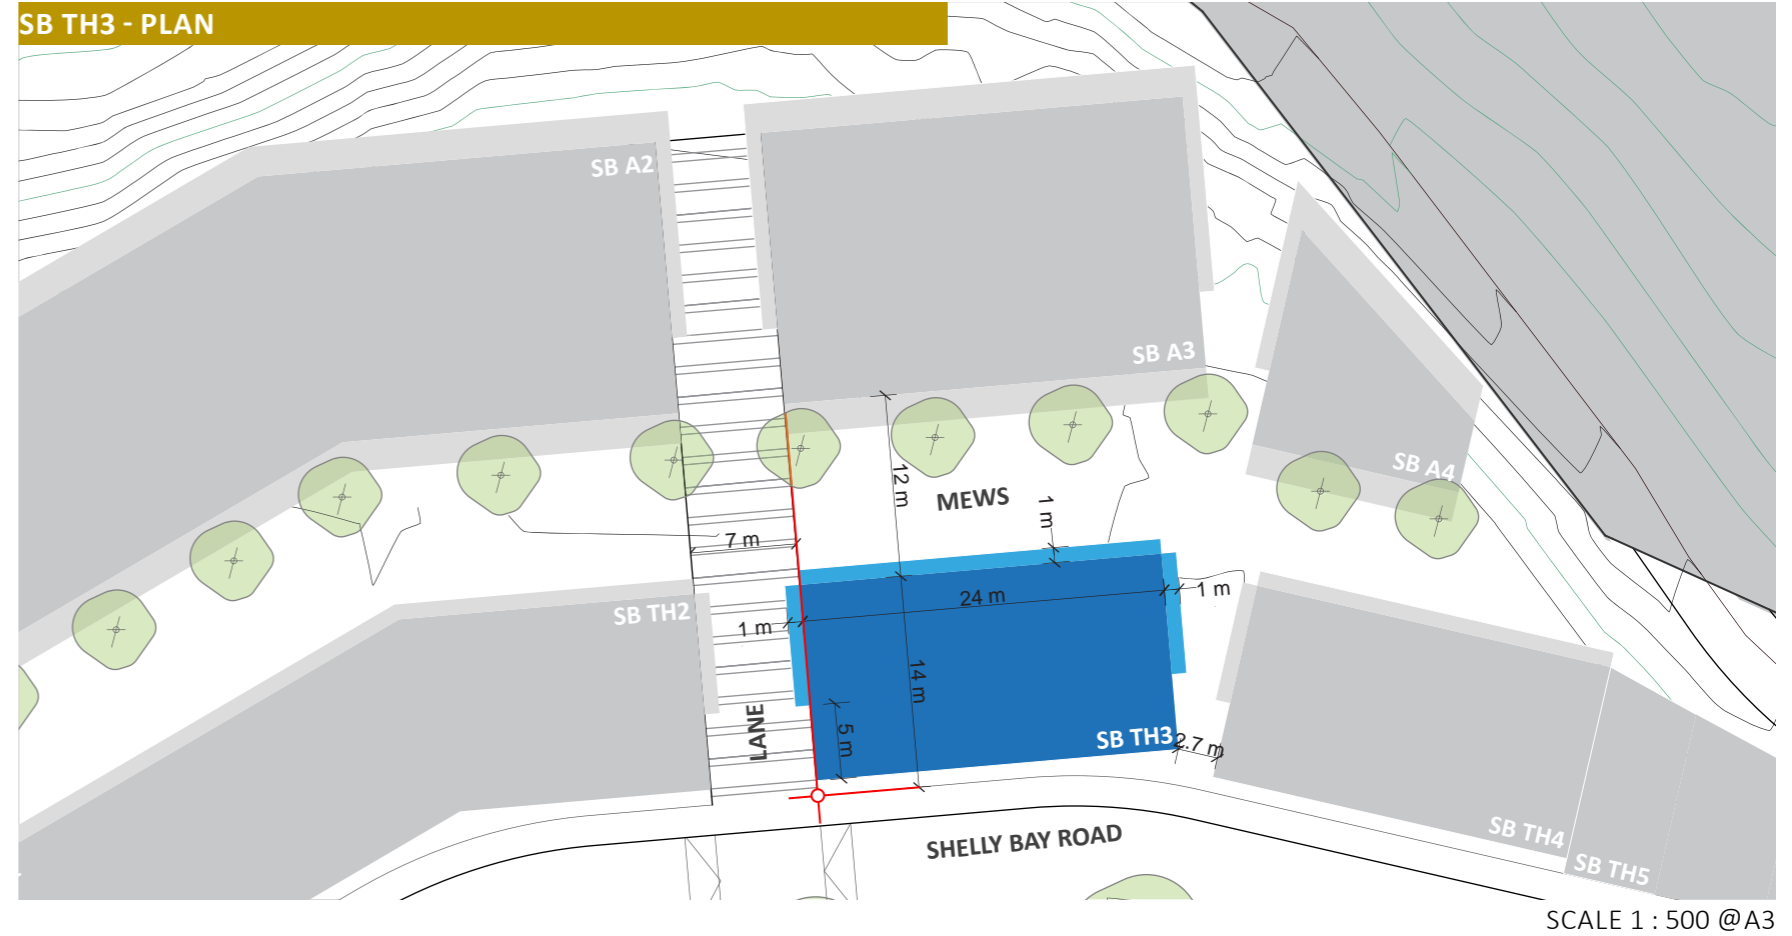 SB TH3 - PLAN
SB A2
SB A3
SB A4
12 m
MEWS
1 m
7 m
24 m
1 m
SB TH2
1 m
14 m
LANE
5 m
SB TH3
2.7 m
SHELLY BAY ROAD
SB TH4
SB TH5
SCALE 1 : 500 @A3